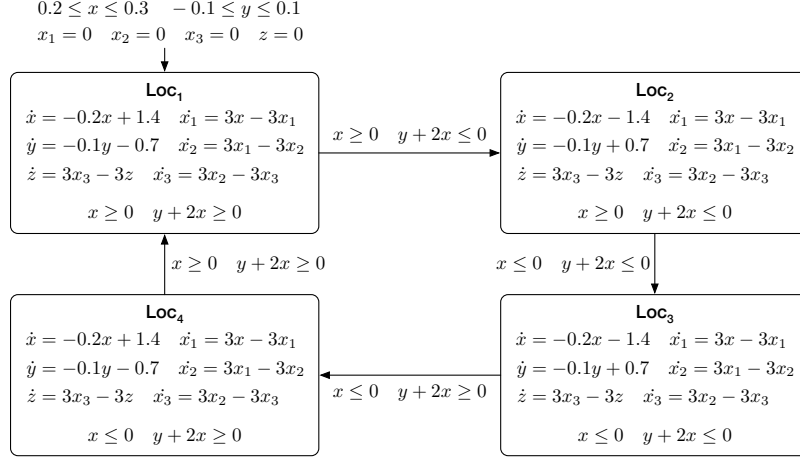 0.2 ≤ x ≤ 0.3 − 0.1 ≤ y ≤ 0.1
x₁ = 0 x₂ = 0 x₃ = 0 z = 0
Loc₁
ẋ = −0.2x + 1.4 ẋ₁ = 3x − 3x₁
ẏ = −0.1y − 0.7 ẋ₂ = 3x₁ − 3x₂
ż = 3x₃ − 3z ẋ₃ = 3x₂ − 3x₃
x ≥ 0 y + 2x ≥ 0
x ≥ 0 y + 2x ≤ 0
Loc₂
ẋ = −0.2x − 1.4 ẋ₁ = 3x − 3x₁
ẏ = −0.1y + 0.7 ẋ₂ = 3x₁ − 3x₂
ż = 3x₃ − 3z ẋ₃ = 3x₂ − 3x₃
x ≥ 0 y + 2x ≤ 0
x ≥ 0 y + 2x ≥ 0
x ≤ 0 y + 2x ≤ 0
Loc₄
ẋ = −0.2x + 1.4 ẋ₁ = 3x − 3x₁
ẏ = −0.1y − 0.7 ẋ₂ = 3x₁ − 3x₂
ż = 3x₃ − 3z ẋ₃ = 3x₂ − 3x₃
x ≤ 0 y + 2x ≥ 0
x ≤ 0 y + 2x ≥ 0
Loc₃
ẋ = −0.2x − 1.4 ẋ₁ = 3x − 3x₁
ẏ = −0.1y + 0.7 ẋ₂ = 3x₁ − 3x₂
ż = 3x₃ − 3z ẋ₃ = 3x₂ − 3x₃
x ≤ 0 y + 2x ≤ 0